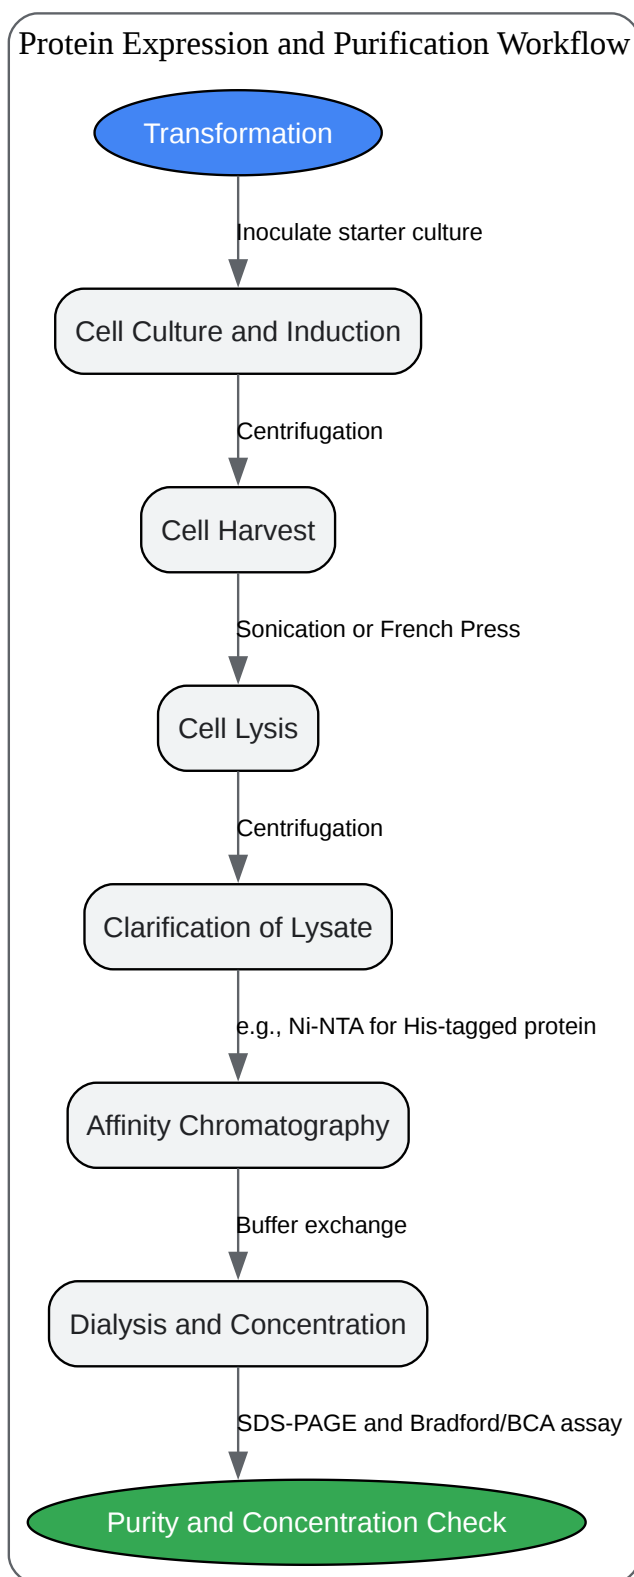 Protein Expression and Purification Workflow
Transformation
Inoculate starter culture
Cell Culture and Induction
Centrifugation
Cell Harvest
Sonication or French Press
Cell Lysis
Centrifugation
Clarification of Lysate
e.g., Ni-NTA for His-tagged protein
Affinity Chromatography
Buffer exchange
Dialysis and Concentration
SDS-PAGE and Bradford/BCA assay
Purity and Concentration Check